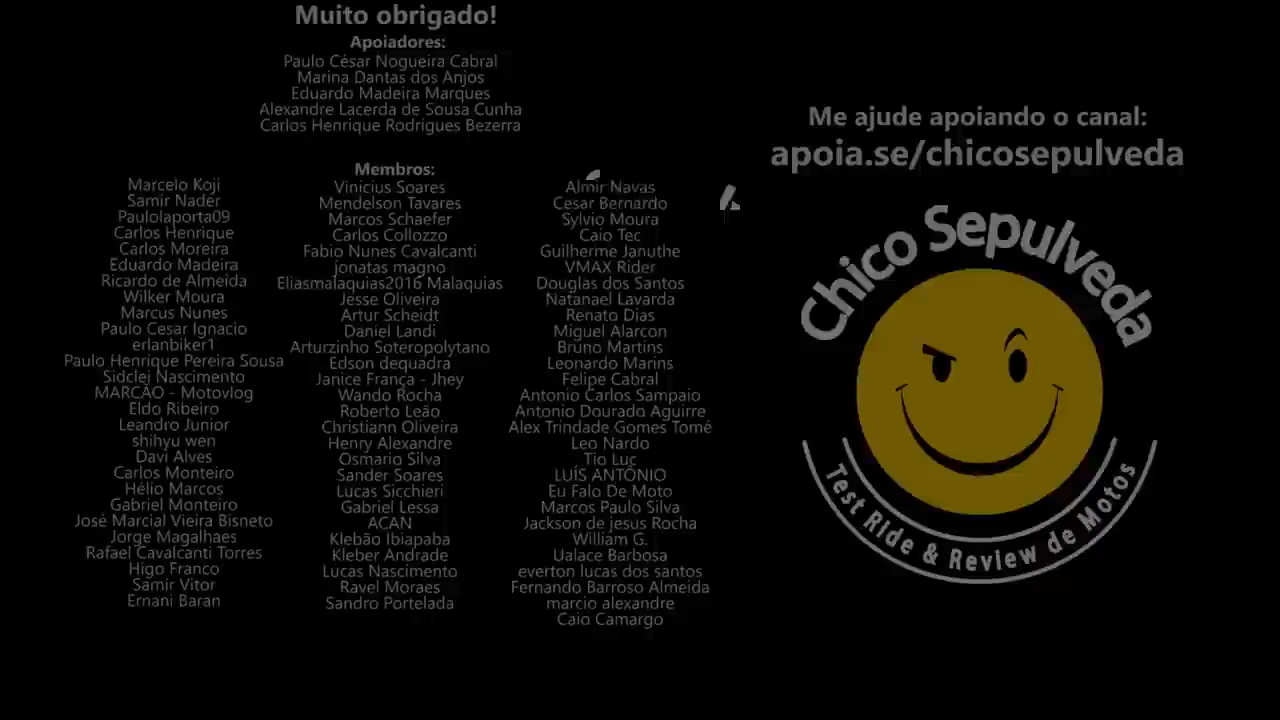 Muito obrigado!
Apoiadores:
Paulo César Nogueira Cabral
Marina Dantas dos Anjos
Eduardo Madeira Marques
Alexandre Lacerda de Sousa Cunha
Carlos Henrique Rodrigues Bezerra
Membros:
Marcelo Koji
Samir Nader
Paulolaporta09
Carlos Henrique
Carlos Moreira
Eduardo Madeira
Ricardo de Almeida
Wilker Moura
Marcus Nunes
Paulo Cesar Ignacio
erlanbiker1
Paulo Henrique Pereira Sousa
Sidclei Nascimento
MARCÃO - Motovlog
Eldo Ribeiro
Leandro Junior
shihyu wen
Davi Alves
Carlos Monteiro
Hélio Marcos
Gabriel Monteiro
José Marcial Vieira Bisneto
Jorge Magalhaes
Rafael Cavalcanti Torres
Higo Franco
Samir Vitor
Ernani Baran
Vinicius Soares
Mendelson Tavares
Marcos Schaefer
Carlos Collozzo
Fabio Nunes Cavalcanti
jonatas magno
Eliasmalaquias2016 Malaquias
Jesse Oliveira
Artur Scheidt
Daniel Landi
Arturzinho Soteropolytano
Edson dequadra
Janice França - Jhey
Wando Rocha
Roberto Leão
Christiann Oliveira
Henry Alexandre
Osmario Silva
Sander Soares
Lucas Sicchieri
Gabriel Lessa
ACAN
Klebão Ibiapaba
Kleber Andrade
Lucas Nascimento
Ravel Moraes
Sandro Portelada
Almir Navas
Cesar Bernardo
Sylvio Moura
Caio Tec
Guilherme Januthe
VMAX Rider
Douglas dos Santos
Natanael Lavarda
Renato Dias
Miguel Alarcon
Bruno Martins
Leonardo Marins
Felipe Cabral
Antonio Carlos Sampaio
Antonio Dourado Aguirre
Alex Trindade Gomes Tomé
Leo Nardo
Tio Luc
LUÍS ANTÔNIO
Eu Falo De Moto
Marcos Paulo Silva
Jackson de jesus Rocha
William G.
Ualace Barbosa
everton lucas dos santos
Fernando Barroso Almeida
marcio alexandre
Caio Camargo
Me ajude apoiando o canal:
apoia.se/chicosepulveda
Chico Sepulveda
Test Ride & Review de Motos